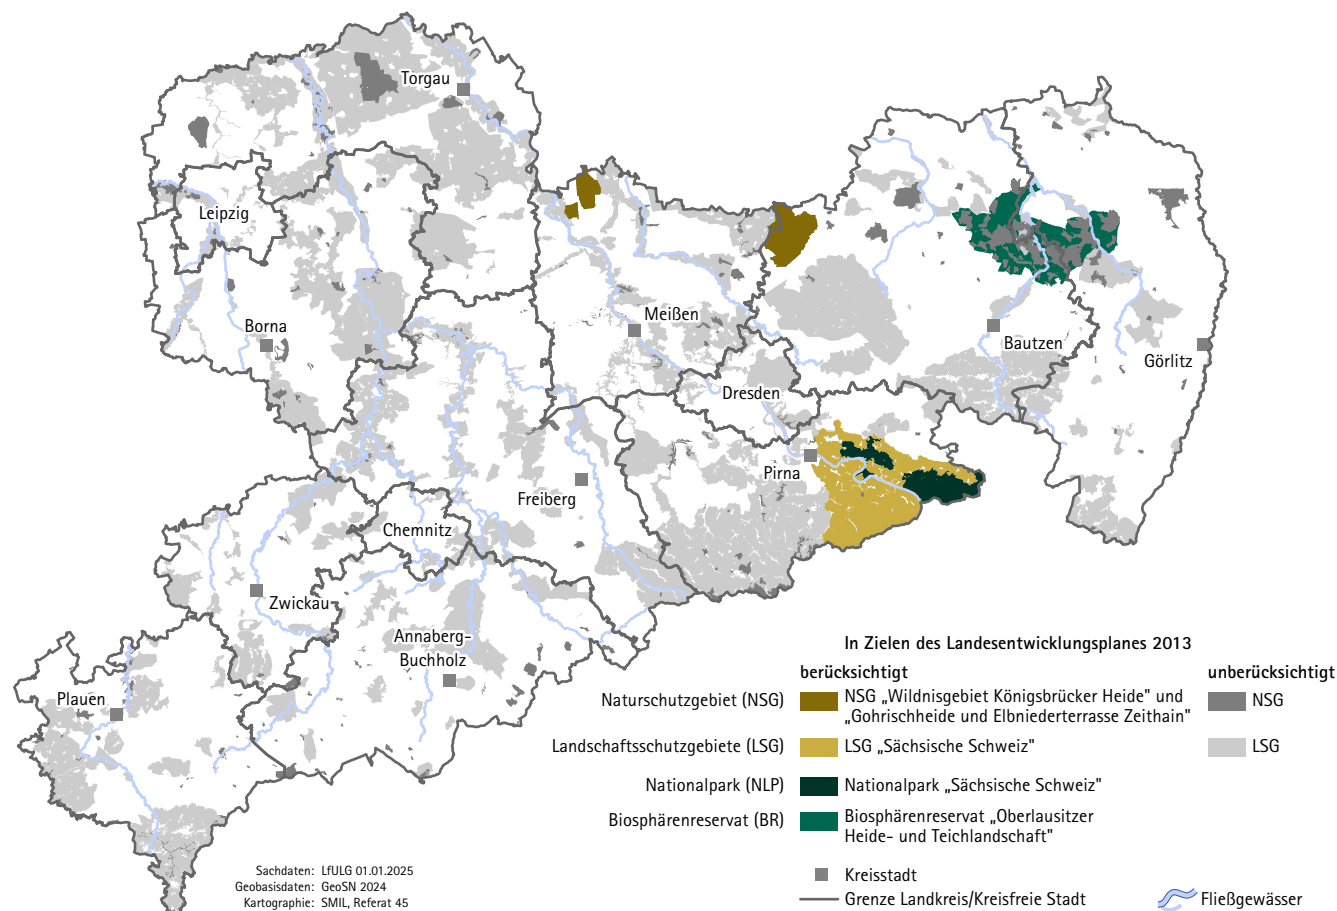 Torgau
Leipzig
Borna
Meißen
Bautzen
Görlitz
Dresden
Pirna
Freiberg
Chemnitz
Zwickau
Annaberg-
Buchholz
Plauen
In Zielen des Landesentwicklungsplanes 2013
berücksichtigt
unberücksichtigt
Naturschutzgebiet (NSG)
NSG „Wildnisgebiet Königsbrücker Heide" und
„Gohrischheide und Elbniederterrasse Zeithain"
NSG
Landschaftsschutzgebiete (LSG)
LSG „Sächsische Schweiz"
LSG
Nationalpark (NLP)
Nationalpark „Sächsische Schweiz"
Biosphärenreservat (BR)
Biosphärenreservat „Oberlausitzer
Heide- und Teichlandschaft"
Kreisstadt
Grenze Landkreis/Kreisfreie Stadt
Fließgewässer
Sachdaten: LfULG 01.01.2025
Geobasisdaten: GeoSN 2024
Kartographie: SMIL, Referat 45